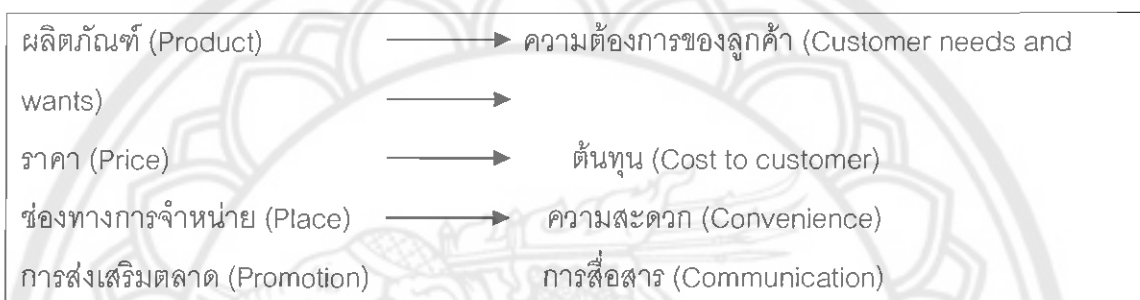 ผลิตภัณฑ์ (Product) ความต้องการของลูกค้า (Customer needs and
wants)
ราคา (Price) ต้นทุน (Cost to customer)
ช่องทางการจำหน่าย (Place) ความสะดวก (Convenience)
การส่งเสริมตลาด (Promotion) การสื่อสาร (Communication)